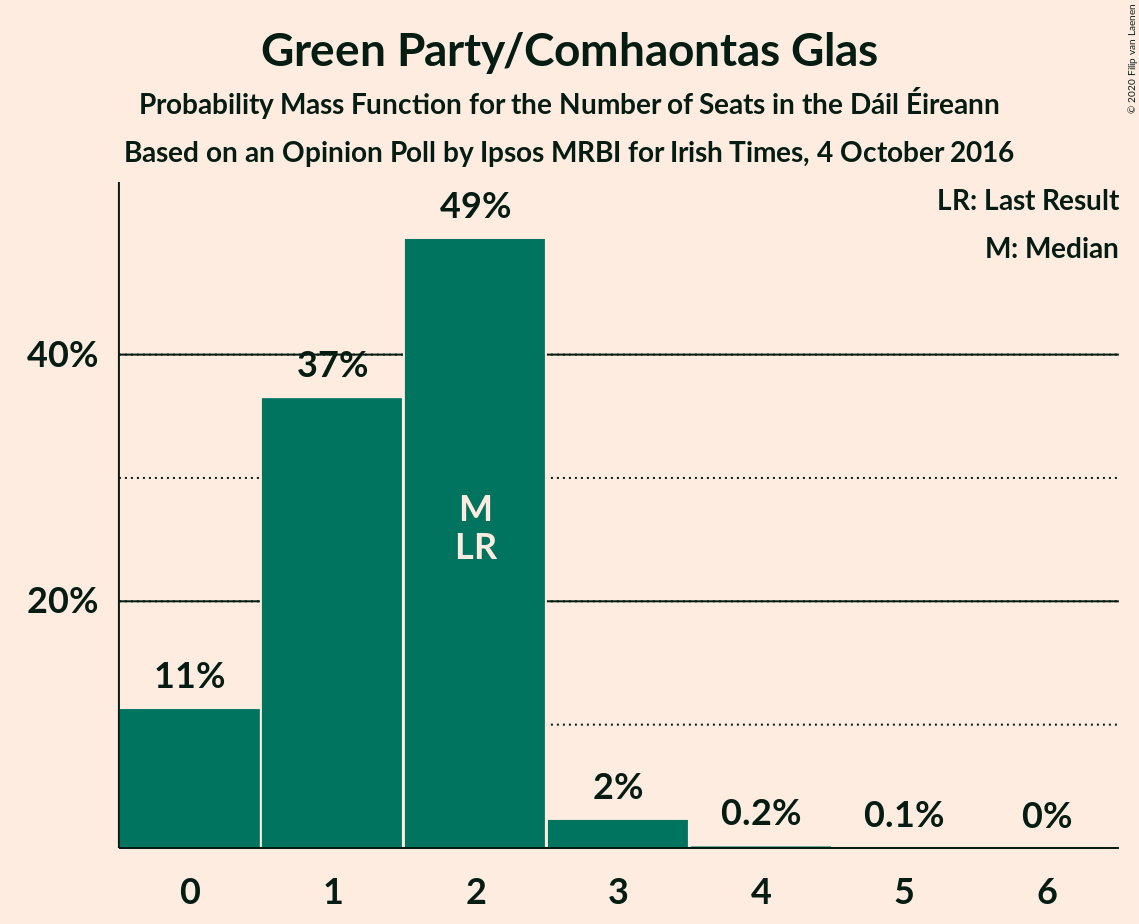 Green Party/Comhaontas Glas
Probability Mass Function for the Number of Seats in the Dáil Éireann
Based on an Opinion Poll by Ipsos MRBI for Irish Times, 4 October 2016
© 2020 Filip van Laenen
LR: Last Result
M: Median
49%
40%
37%
M
LR
20%
11%
2%
0.2%
0.1%
0%
0 1 2 3 4 5 6